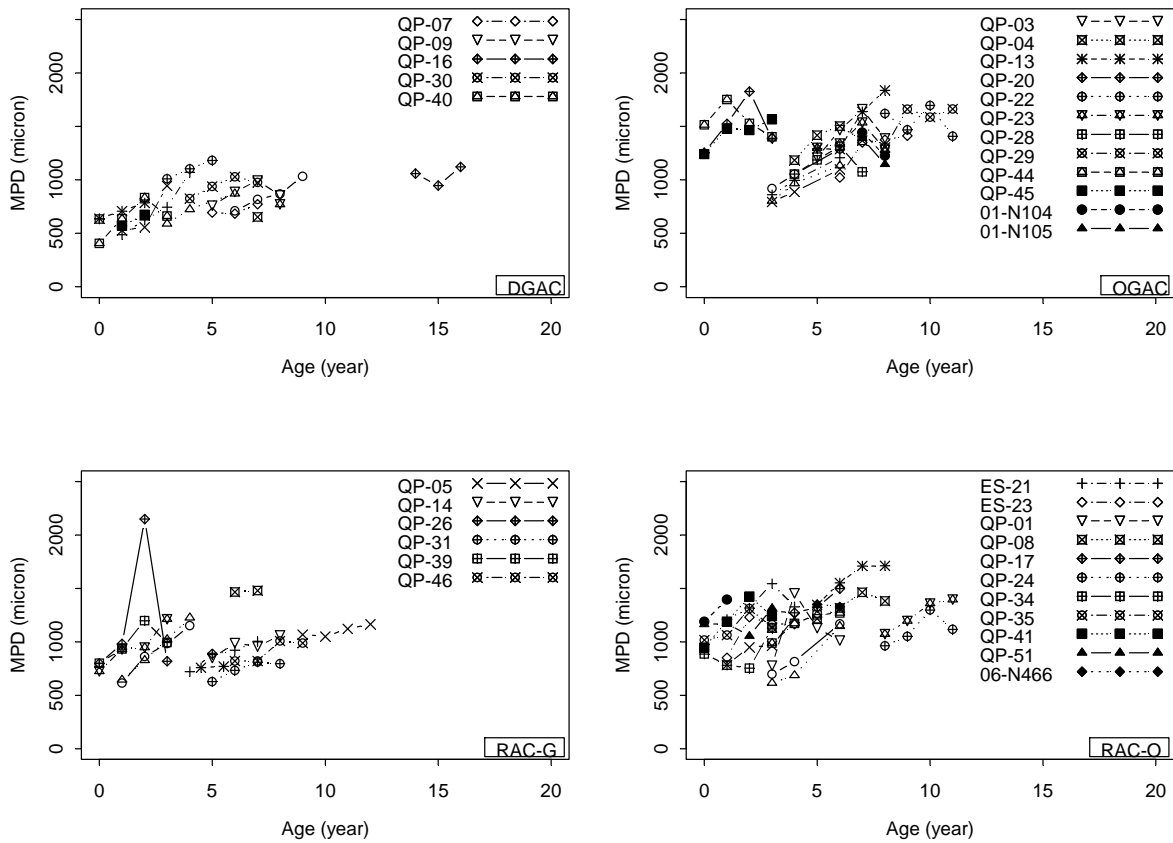 QP-07
QP-09
QP-16
QP-30
QP-40
MPD (micron)
0
500
1000
2000
DGAC
0
5
10
15
20
Age (year)
QP-03
QP-04
QP-13
QP-20
QP-22
QP-23
QP-28
QP-29
QP-44
QP-45
01-N104
01-N105
MPD (micron)
0
500
1000
2000
OGAC
0
5
10
15
20
Age (year)
QP-05
QP-14
QP-26
QP-31
QP-39
QP-46
MPD (micron)
0
500
1000
2000
RAC-G
0
5
10
15
20
Age (year)
ES-21
ES-23
QP-01
QP-08
QP-17
QP-24
QP-34
QP-35
QP-41
QP-51
06-N466
MPD (micron)
0
500
1000
2000
RAC-O
0
5
10
15
20
Age (year)